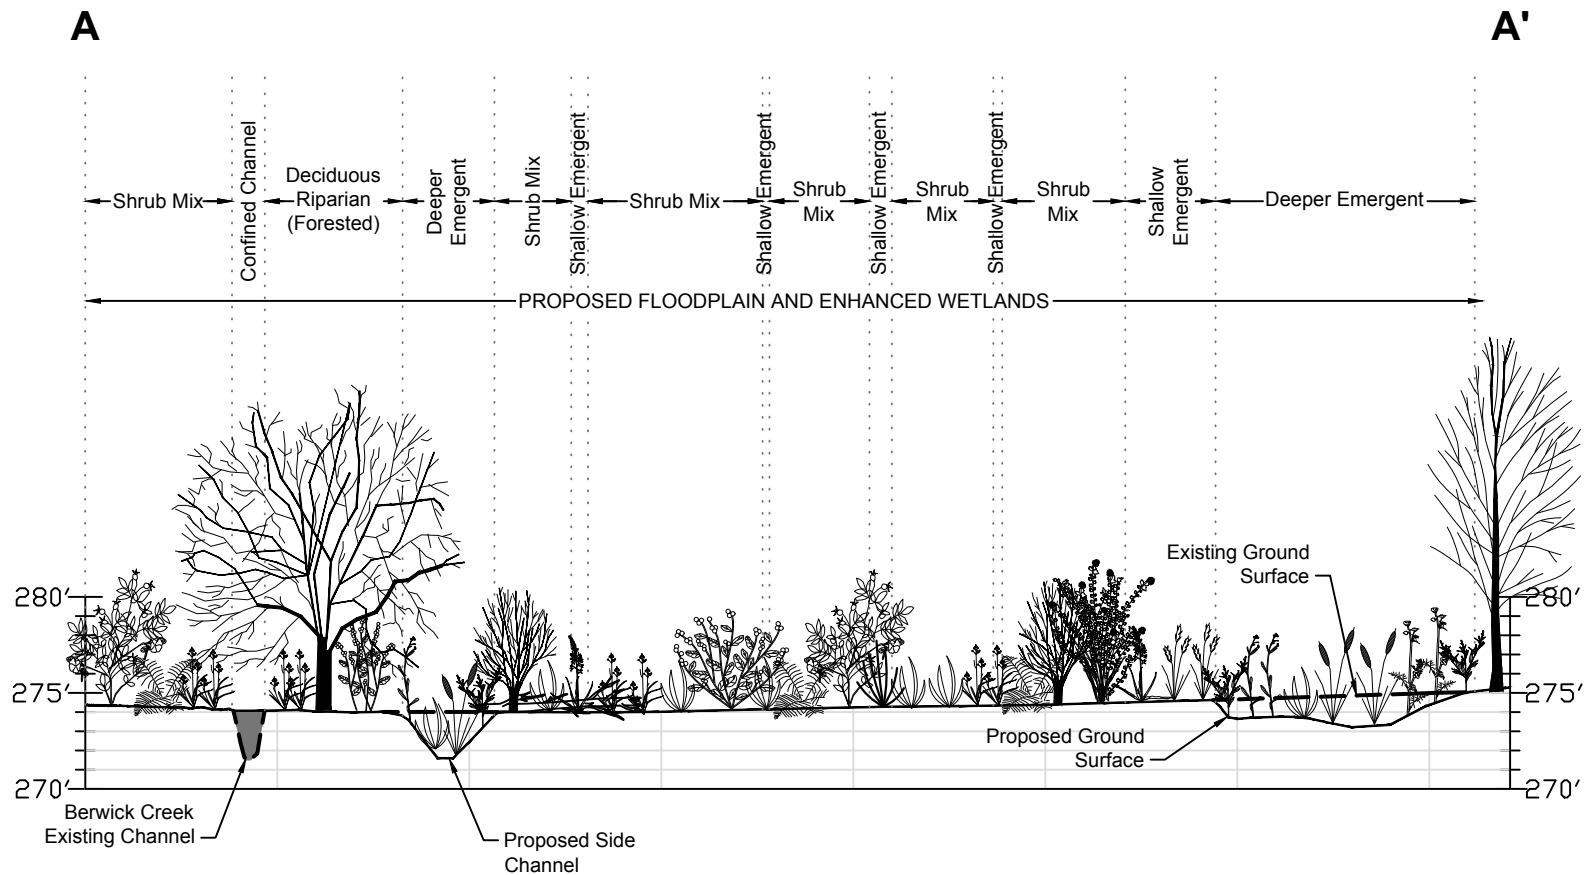 A
A'
Shrub Mix
Confined Channel
Deciduous
Riparian
(Forested)
Deeper
Emergent
Shrub Mix
Shallow Emergent
Shrub Mix
Shallow Emergent
Shrub
Mix
Shallow Emergent
Shrub
Mix
Shallow Emergent
Shrub
Mix
Shallow
Emergent
Deeper Emergent
PROPOSED FLOODPLAIN AND ENHANCED WETLANDS
Existing Ground
Surface
280'
280'
275'
275'
Proposed Ground
Surface
270'
270'
Berwick Creek
Existing Channel
Proposed Side
Channel